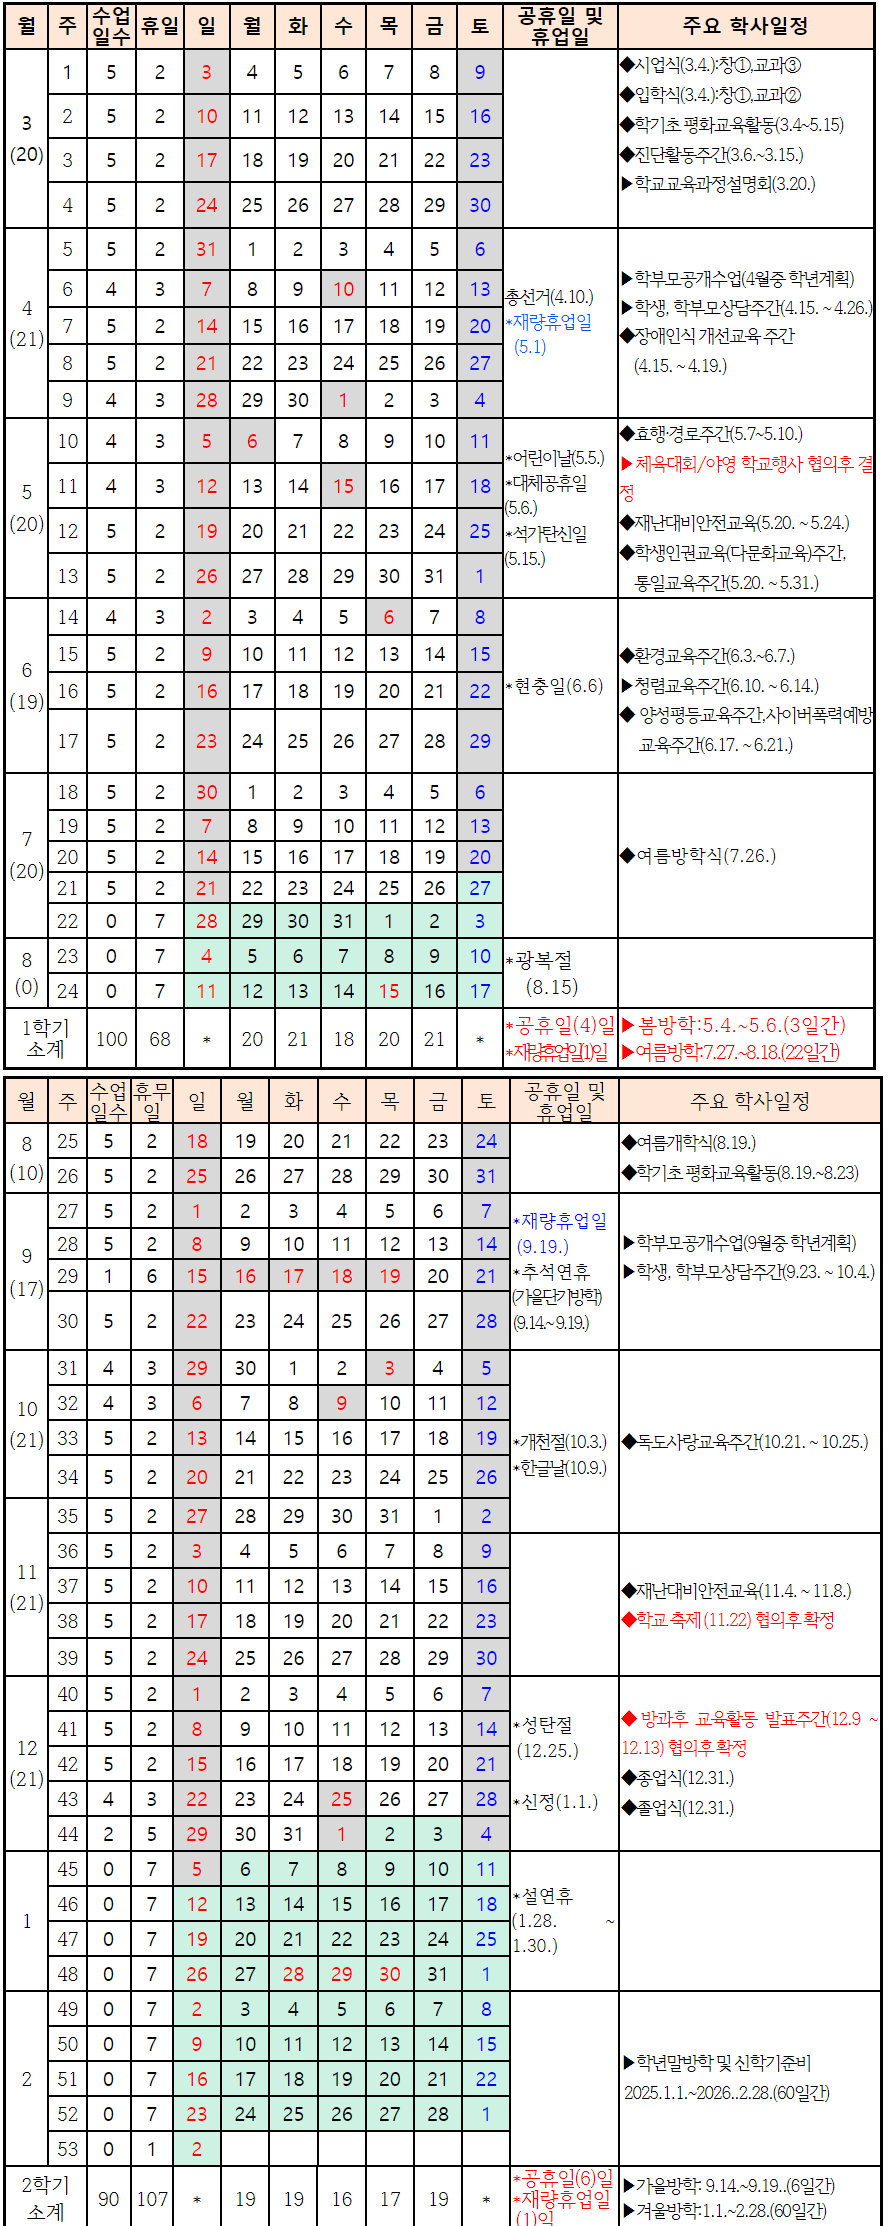 월 주 수업일수 휴일 일 월 화 수 목 금 토 공휴일 및 휴업일 주요 학사일정
3
(20)
1 5 2 3 4 5 6 7 8 9
2 5 2 10 11 12 13 14 15 16
3 5 2 17 18 19 20 21 22 23
4 5 2 24 25 26 27 28 29 30
◆시업식(3.4.):창①,교과③
◆입학식(3.4.):창①,교과②
◆학기초 평화교육활동(3.4~5.15)
◆진단활동주간(3.6.~3.15.)
▶학교교육과정설명회(3.20.)
4
(21)
5 5 2 31 1 2 3 4 5 6
6 4 3 7 8 9 10 11 12 13
7 5 2 14 15 16 17 18 19 20
8 5 2 21 22 23 24 25 26 27
9 4 3 28 29 30 1 2 3 4
총선거(4.10.)
*재량휴업일
(5.1)
▶학부모공개수업(4월중 학년계획)
▶학생, 학부모상담주간(4.15. ~ 4.26.)
◆장애인식 개선교육 주간
(4.15. ~ 4.19.)
5
(20)
10 4 3 5 6 7 8 9 10 11
11 4 3 12 13 14 15 16 17 18
12 5 2 19 20 21 22 23 24 25
13 5 2 26 27 28 29 30 31 1
*어린이날(5.5.)
*대체공휴일
(5.6.)
*석가탄신일
(5.15.)
◆효행·경로주간(5.7~5.10.)
▶체육대회/야영 학교행사 협의후 결
정
◆재난대비안전교육(5.20. ~ 5.24.)
◆학생인권교육(다문화교육)주간,
통일교육주간(5.20. ~ 5.31.)
6
(19)
14 4 3 2 3 4 5 6 7 8
15 5 2 9 10 11 12 13 14 15
16 5 2 16 17 18 19 20 21 22
17 5 2 23 24 25 26 27 28 29
*현충일(6.6)
◆환경교육주간(6.3.~6.7.)
▶청렴교육주간(6.10. ~ 6.14.)
◆ 양성평등교육주간,사이버폭력예방
교육주간(6.17. ~ 6.21.)
7
(20)
18 5 2 30 1 2 3 4 5 6
19 5 2 7 8 9 10 11 12 13
20 5 2 14 15 16 17 18 19 20
21 5 2 21 22 23 24 25 26 27
22 0 7 28 29 30 31 1 2 3
◆여름방학식(7.26.)
8
(0)
23 0 7 4 5 6 7 8 9 10
24 0 7 11 12 13 14 15 16 17
*광복절
(8.15)
1학기
소계
100 68 * 20 21 18 20 21 *
*공휴일(4)일
*재량휴업일(1)일
▶봄방학:5.4.~5.6.(3일간)
▶여름방학:7.27.~8.18.(22일간)
월 주 수업일수 휴무일 일 월 화 수 목 금 토 공휴일 및 휴업일 주요 학사일정
8
(10)
25 5 2 18 19 20 21 22 23 24
26 5 2 25 26 27 28 29 30 31
◆여름개학식(8.19.)
◆학기초 평화교육활동(8.19.~8.23)
9
(17)
27 5 2 1 2 3 4 5 6 7
28 5 2 8 9 10 11 12 13 14
29 1 6 15 16 17 18 19 20 21
30 5 2 22 23 24 25 26 27 28
*재량휴업일
(9.19.)
*추석연휴
(가을단기방학)
(9.14.~ 9.19.)
▶학부모공개수업(9월중 학년계획)
▶학생, 학부모상담주간(9.23. ~ 10.4.)
10
(21)
31 4 3 29 30 1 2 3 4 5
32 4 3 6 7 8 9 10 11 12
33 5 2 13 14 15 16 17 18 19
34 5 2 20 21 22 23 24 25 26
*개천절(10.3.)
*한글날(10.9.)
◆독도사랑교육주간(10.21. ~ 10.25.)
11
(21)
35 5 2 27 28 29 30 31 1 2
36 5 2 3 4 5 6 7 8 9
37 5 2 10 11 12 13 14 15 16
38 5 2 17 18 19 20 21 22 23
39 5 2 24 25 26 27 28 29 30
◆재난대비안전교육(11.4. ~ 11.8.)
◆학교 축제 (11.22) 협의후 확정
12
(21)
40 5 2 1 2 3 4 5 6 7
41 5 2 8 9 10 11 12 13 14
42 5 2 15 16 17 18 19 20 21
43 4 3 22 23 24 25 26 27 28
44 2 5 29 30 31 1 2 3 4
*성탄절
(12.25.)
*신정(1.1.)
◆ 방과후 교육활동 발표주간(12.9 ~
12.13) 협의후 확정
◆종업식(12.31.)
◆졸업식(12.31.)
1
45 0 7 5 6 7 8 9 10 11
46 0 7 12 13 14 15 16 17 18
47 0 7 19 20 21 22 23 24 25
48 0 7 26 27 28 29 30 31 1
*설연휴
(1.28. ~
1.30.)
2
49 0 7 2 3 4 5 6 7 8
50 0 7 9 10 11 12 13 14 15
51 0 7 16 17 18 19 20 21 22
52 0 7 23 24 25 26 27 28 1
53 0 1 2
▶학년말방학 및 신학기준비
2025.1.1.~2026..2.28.(60일간)
2학기
소계
90 107 * 19 19 16 17 19 *
*공휴일(6)일
*재량휴업일
(1)일
▶가을방학: 9.14.~9.19..(6일간)
▶겨울방학:1.1.~2.28.(60일간)